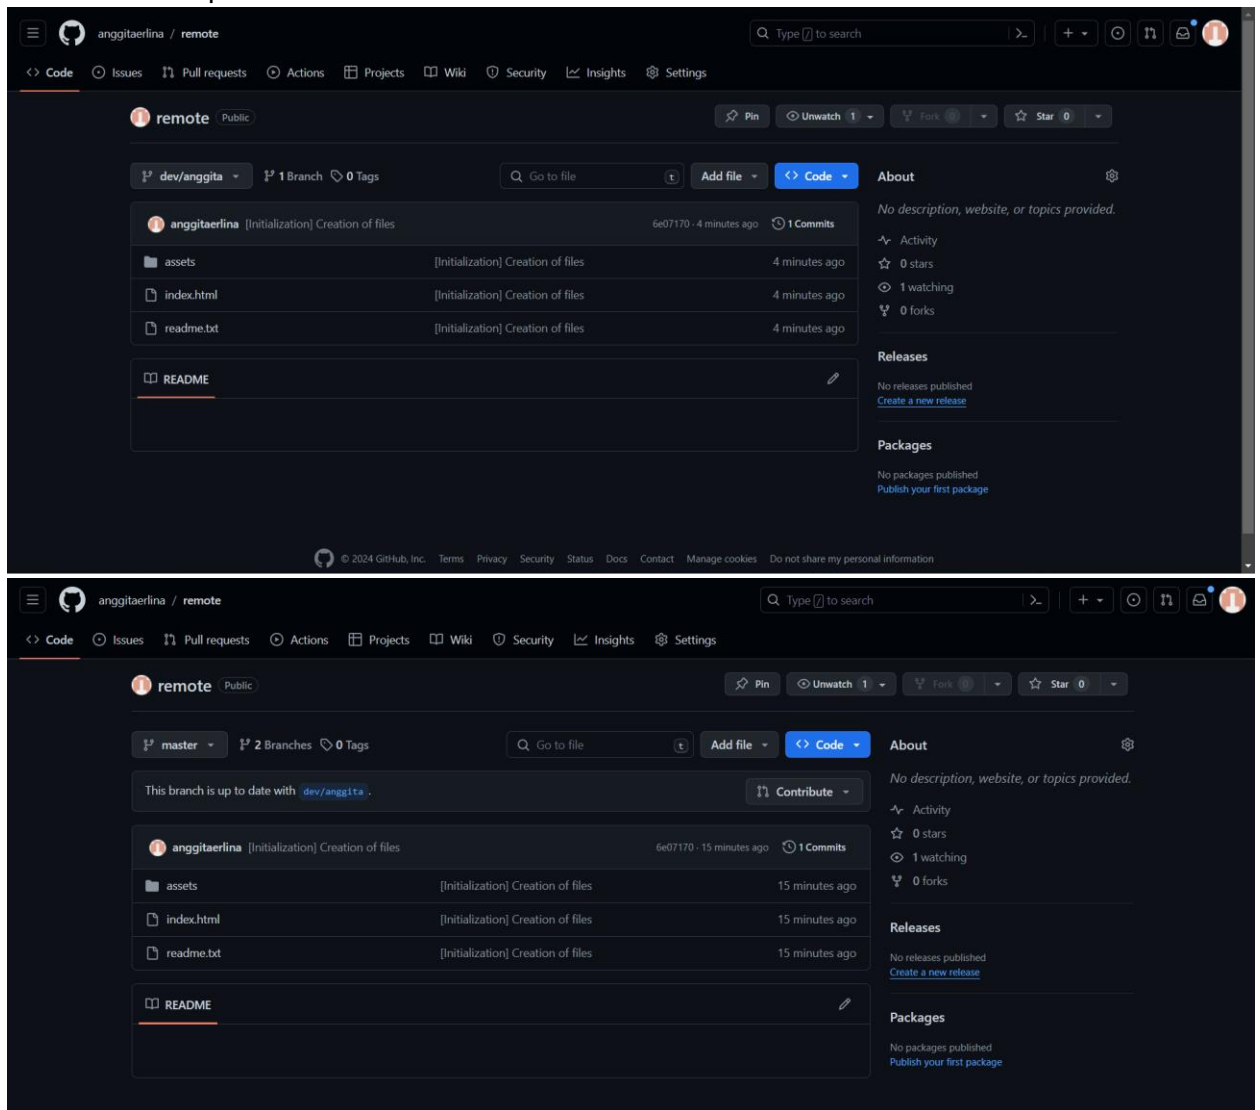 anggitaerlina / remote
Type / to search
Code Issues Pull requests Actions Projects Wiki Security Insights Settings
remote Public
Pin Unwatch 1 Fork 0 Star 0
dev/anggita 1 Branch 0 Tags Go to file t Add file Code
About
No description, website, or topics provided.
anggitaerlina [Initialization] Creation of files 6e07170 · 4 minutes ago 1 Commits
Activity
assets [Initialization] Creation of files 4 minutes ago
0 stars
1 watching
index.html [Initialization] Creation of files 4 minutes ago
0 forks
readme.txt [Initialization] Creation of files 4 minutes ago
Releases
README
No releases published
Create a new release
Packages
No packages published
Publish your first package
© 2024 GitHub, Inc. Terms Privacy Security Status Docs Contact Manage cookies Do not share my personal information
anggitaerlina / remote
Type / to search
Code Issues Pull requests Actions Projects Wiki Security Insights Settings
remote Public
Pin Unwatch 1 Fork 0 Star 0
master 2 Branches 0 Tags Go to file t Add file Code
About
No description, website, or topics provided.
This branch is up to date with dev/anggita . Contribute
Activity
0 stars
anggitaerlina [Initialization] Creation of files 6e07170 · 15 minutes ago 1 Commits
1 watching
assets [Initialization] Creation of files 15 minutes ago
0 forks
index.html [Initialization] Creation of files 15 minutes ago
Releases
readme.txt [Initialization] Creation of files 15 minutes ago
No releases published
Create a new release
README
Packages
No packages published
Publish your first package